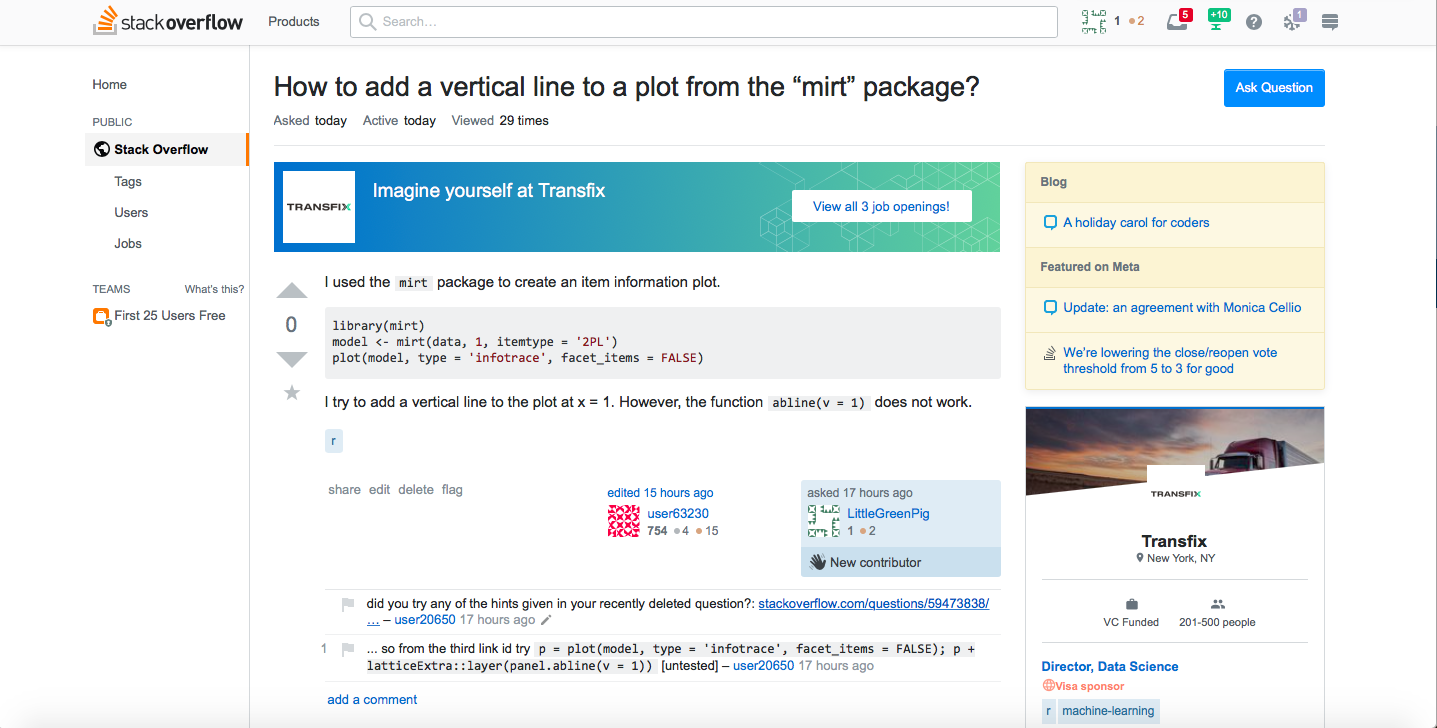 stackoverflow
Products
Search…
1 2
5
+10
?
1
Home
PUBLIC
Stack Overflow
Tags
Users
Jobs
TEAMS What's this?
First 25 Users Free
How to add a vertical line to a plot from the “mirt” package?
Ask Question
Asked today Active today Viewed 29 times
TRANSFIX
Imagine yourself at Transfix
View all 3 job openings!
0
I used the mirt package to create an item information plot.
library(mirt)
model <- mirt(data, 1, itemtype = '2PL')
plot(model, type = 'infotrace', facet_items = FALSE)
I try to add a vertical line to the plot at x = 1. However, the function abline(v = 1) does not work.
r
share edit delete flag
edited 15 hours ago
user63230
754 4 15
asked 17 hours ago
LittleGreenPig
1 2
New contributor
did you try any of the hints given in your recently deleted question?: stackoverflow.com/questions/59473838/
… – user20650 17 hours ago
1 ... so from the third link id try p = plot(model, type = 'infotrace', facet_items = FALSE); p +
latticeExtra::layer(panel.abline(v = 1)) [untested] – user20650 17 hours ago
add a comment
Blog
A holiday carol for coders
Featured on Meta
Update: an agreement with Monica Cellio
We're lowering the close/reopen vote
threshold from 5 to 3 for good
TRANSFIX
Transfix
New York, NY
VC Funded 201-500 people
Director, Data Science
Visa sponsor
r machine-learning